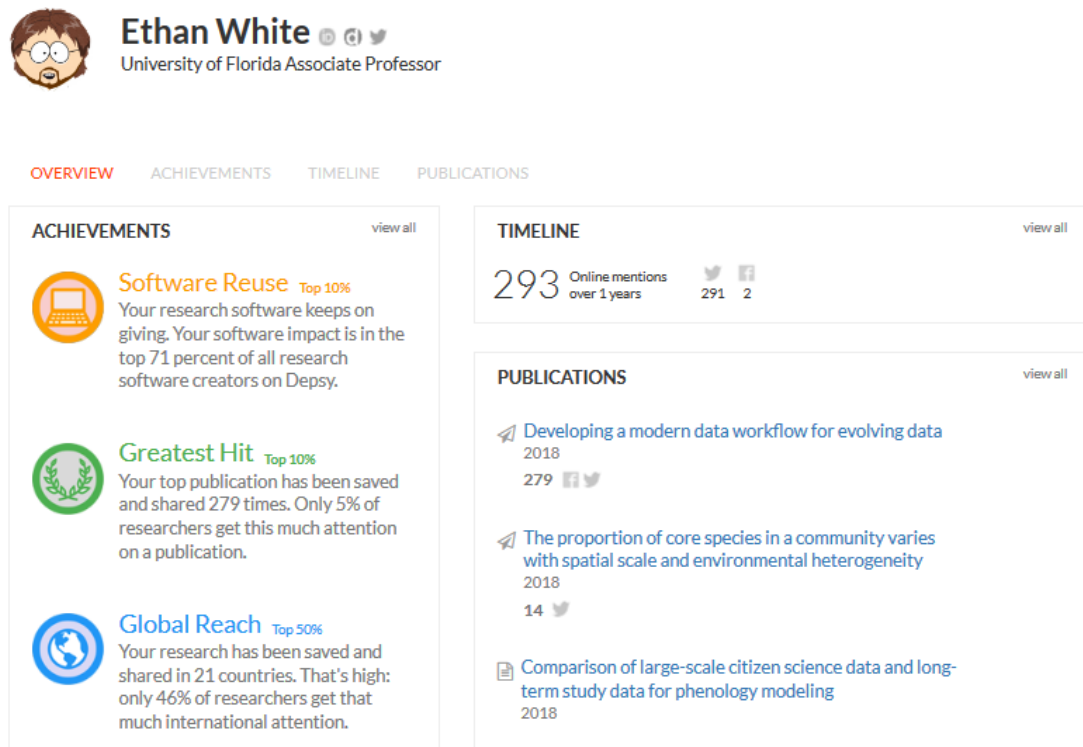 Ethan White
University of Florida Associate Professor
OVERVIEW ACHIEVEMENTS TIMELINE PUBLICATIONS
ACHIEVEMENTS view all
Software Reuse Top 10%
Your research software keeps on
giving. Your software impact is in the
top 71 percent of all research
software creators on Depsy.
Greatest Hit Top 10%
Your top publication has been saved
and shared 279 times. Only 5% of
researchers get this much attention
on a publication.
Global Reach Top 50%
Your research has been saved and
shared in 21 countries. That's high:
only 46% of researchers get that
much international attention.
TIMELINE view all
293 Online mentions
over 1 years
291 2
PUBLICATIONS view all
Developing a modern data workflow for evolving data
2018
279
The proportion of core species in a community varies
with spatial scale and environmental heterogeneity
2018
14
Comparison of large-scale citizen science data and long-
term study data for phenology modeling
2018